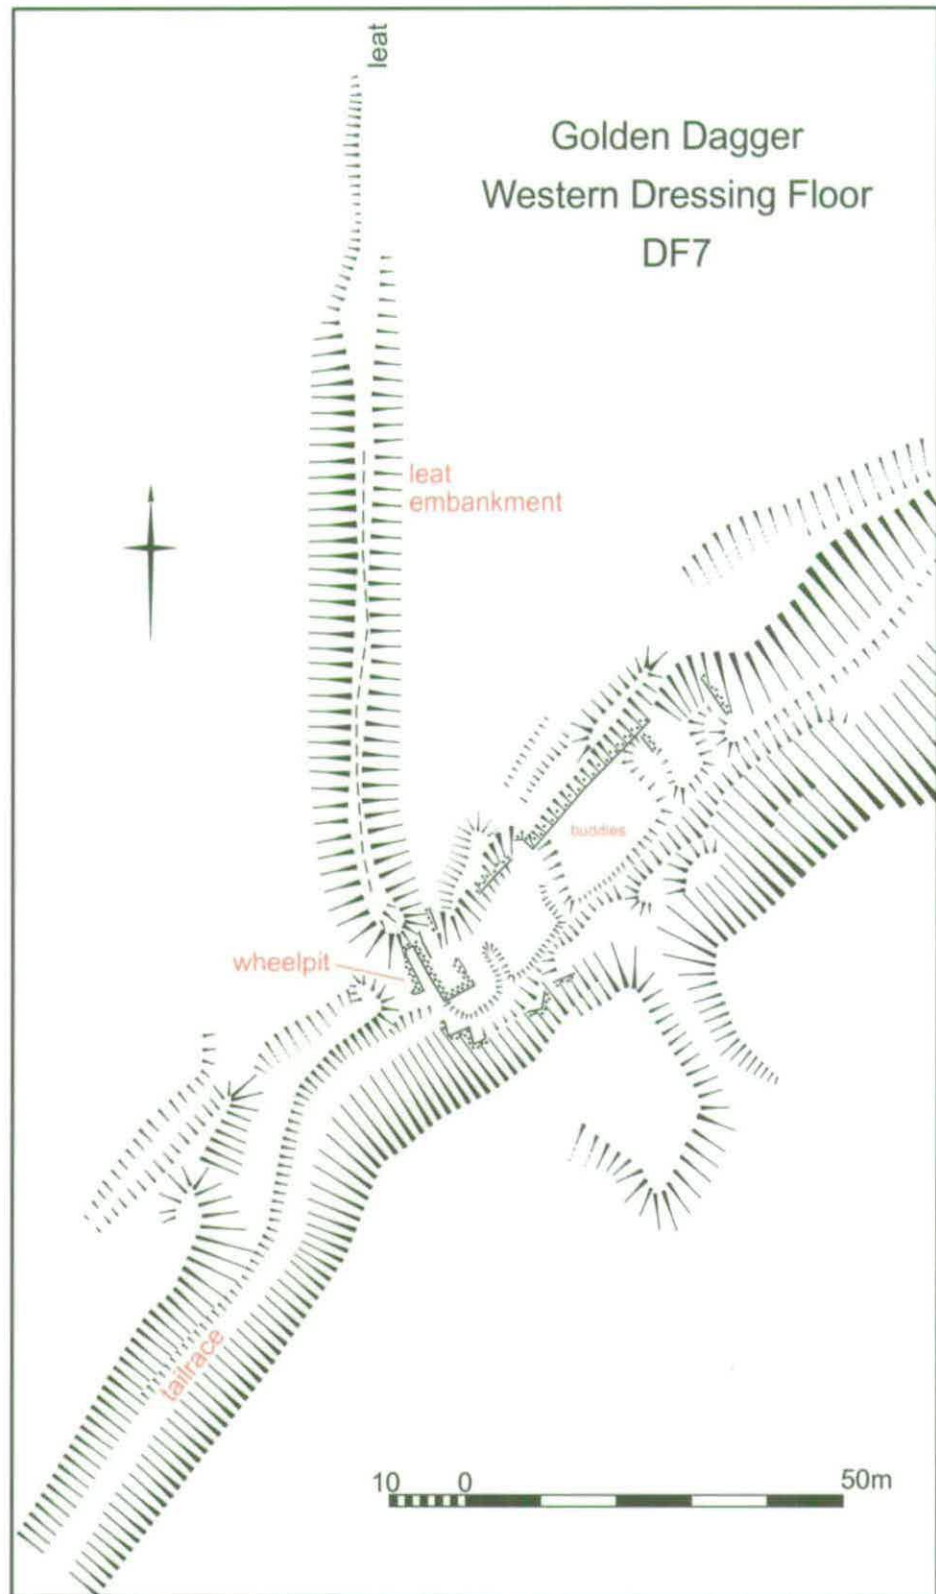 leat
Golden Dagger
Western Dressing Floor
DF7
leat
embankment
buddles
wheelpit
tailrace
10 0 50m